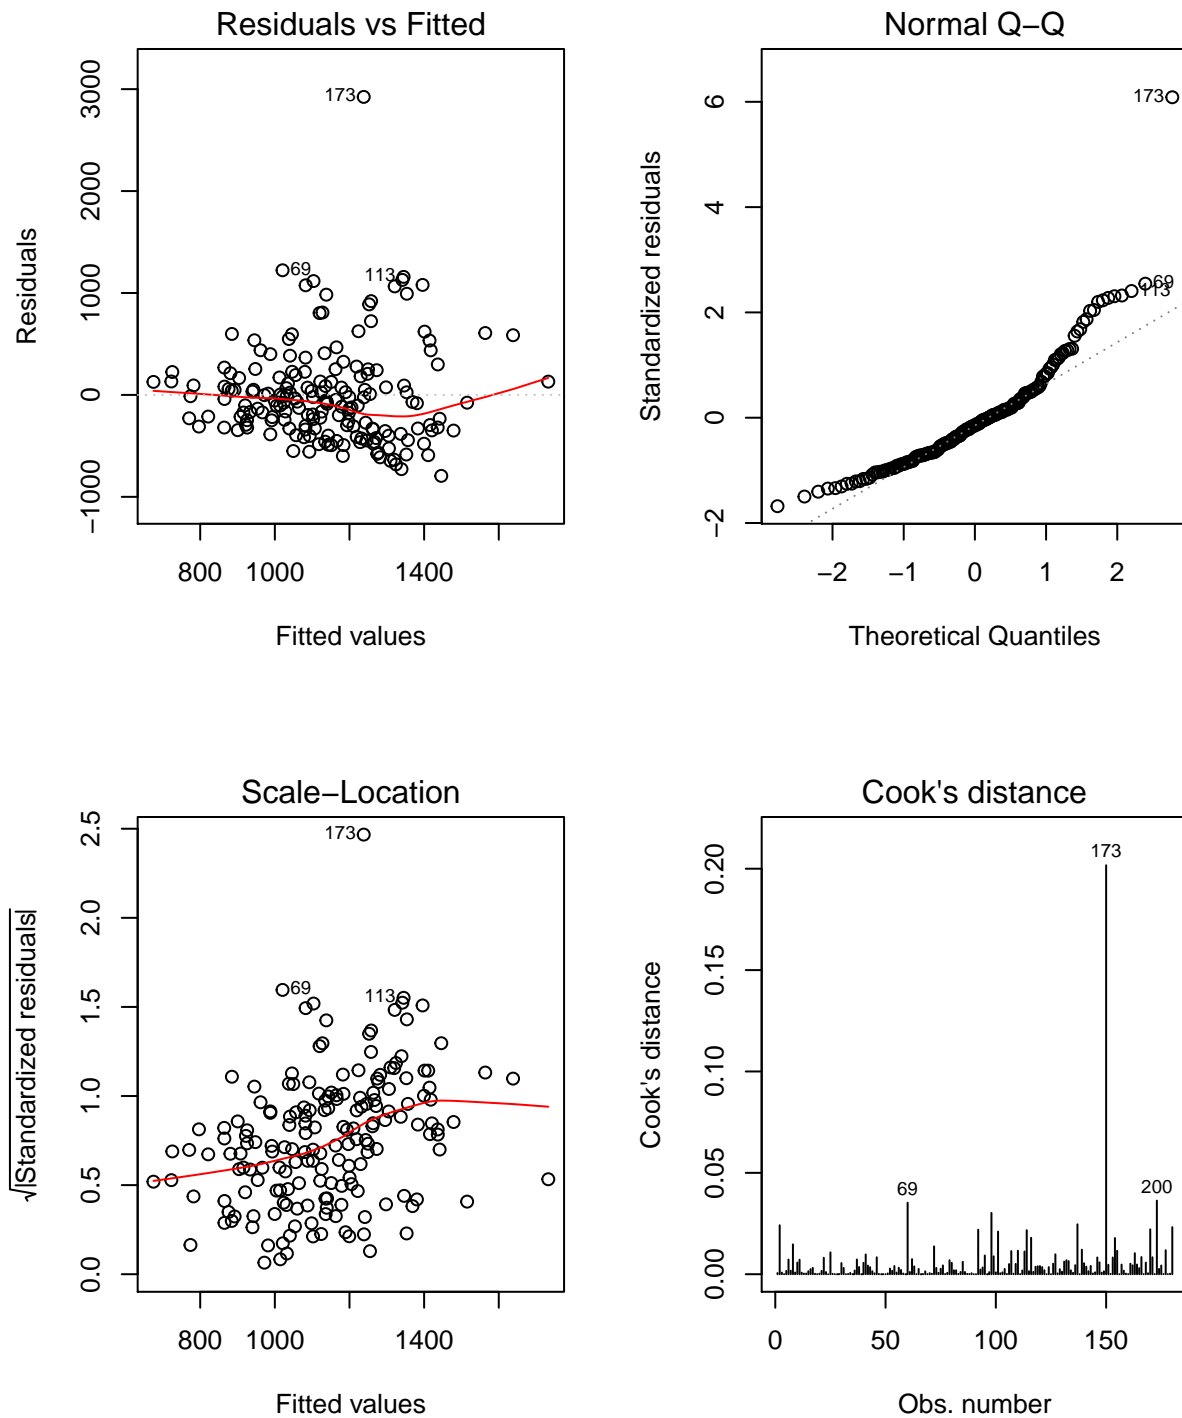 Residuals vs Fitted
Residuals
3000
2000
1000
0
−1000
173
69
113
800 1000 1400
Fitted values
Normal Q−Q
Standardized residuals
6
4
2
0
−2
173
69
113
−2 −1 0 1 2
Theoretical Quantiles
Scale−Location
√|Standardized residuals|
2.5
2.0
1.5
1.0
0.5
0.0
173
69
113
800 1000 1400
Fitted values
Cook's distance
Cook's distance
0.20
0.15
0.10
0.05
0.00
173
69
200
0 50 100 150
Obs. number